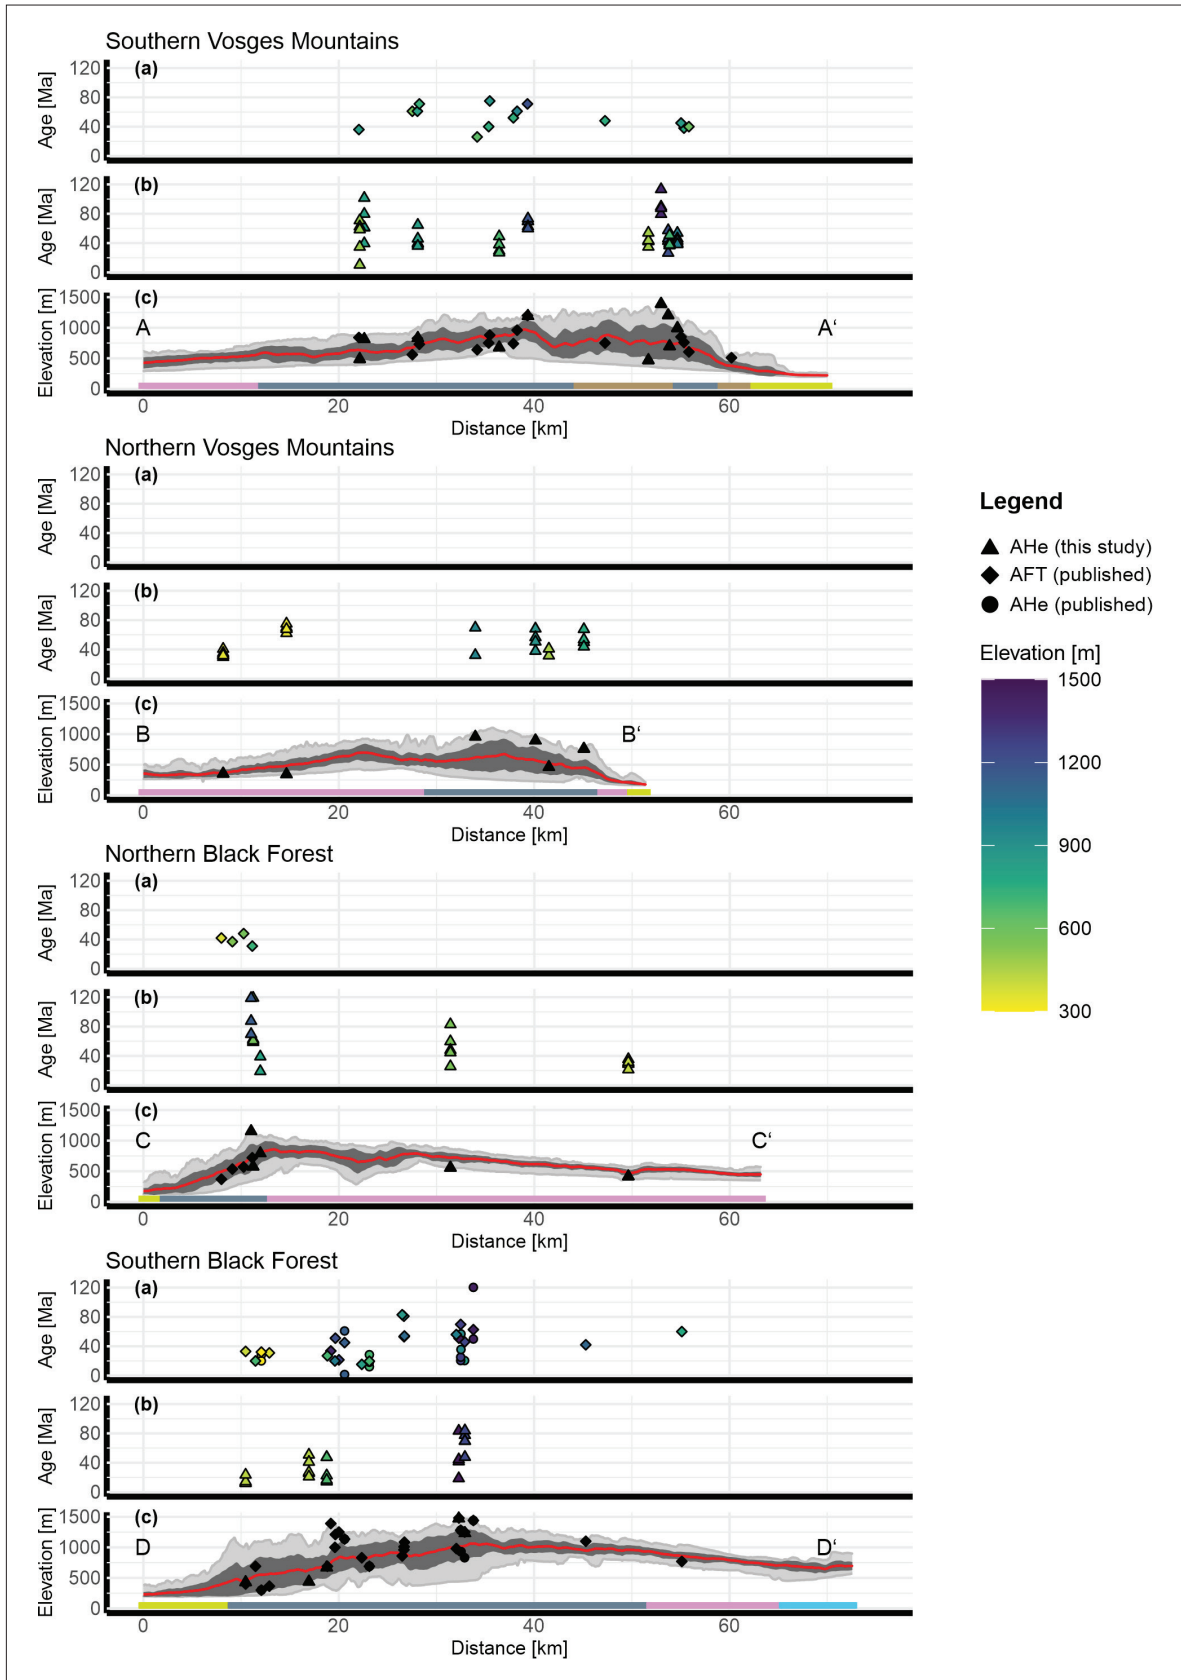 Southern Vosges Mountains
(a)
Age [Ma]
120
80
40
0
(b)
Age [Ma]
120
80
40
0
(c)
Elevation [m]
1500
1000
500
0
A
A‘
0 20 40 60
Distance [km]
Northern Vosges Mountains
(a)
Age [Ma]
120
80
40
0
(b)
Age [Ma]
120
80
40
0
(c)
Elevation [m]
1500
1000
500
0
B
B‘
0 20 40 60
Distance [km]
Northern Black Forest
(a)
Age [Ma]
120
80
40
0
(b)
Age [Ma]
120
80
40
0
(c)
Elevation [m]
1500
1000
500
0
C
C‘
0 20 40 60
Distance [km]
Southern Black Forest
(a)
Age [Ma]
120
80
40
0
(b)
Age [Ma]
120
80
40
0
(c)
Elevation [m]
1500
1000
500
0
D
D‘
0 20 40 60
Distance [km]
Legend
AHe (this study)
AFT (published)
AHe (published)
Elevation [m]
1500
1200
900
600
300